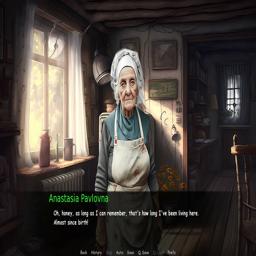 Anastasia Pavlovna
Oh, honey, as long as I can remember, that's how long I've been living here.
Almost since birth!
Back History Skip Auto Save Q.Save Prefs